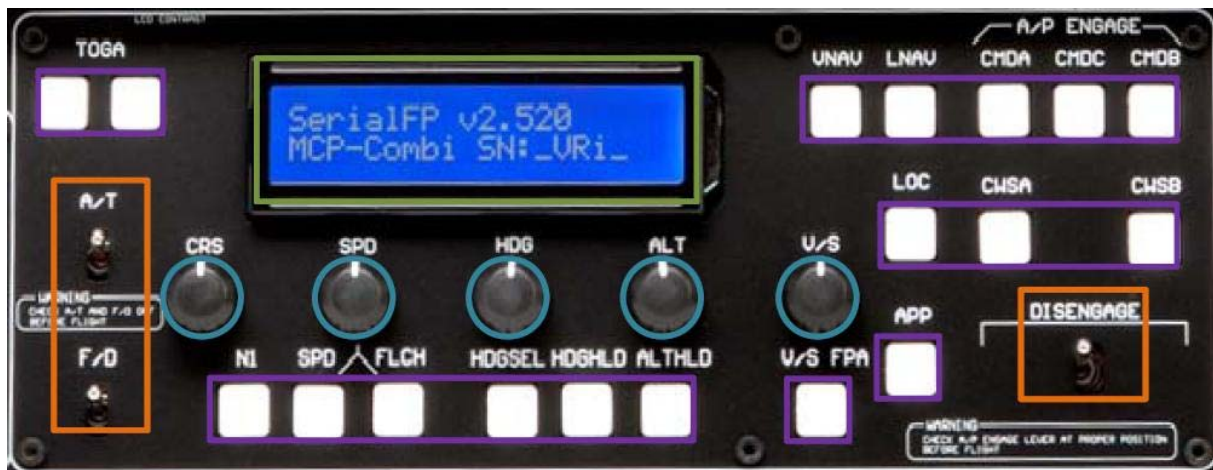 LCD CONTRAST
TOGA
A/P ENGAGE
VNAV LNAV CMDA CMDC CMDB
SerialFP v2.520
MCP-Combi SN:_VRi_
A/T
LOC CWSA CWSB
CRS SPD HDG ALT V/S
WARNING
CHECK A/T AND F/D OFF
BEFORE FLIGHT
APP
DISENGAGE
F/D
N1 SPD FLCH HDGSEL HDGHLD ALTHLD V/S FPA
WARNING
CHECK A/P ENGAGE LEVER AT PROPER POSITION
BEFORE FLIGHT